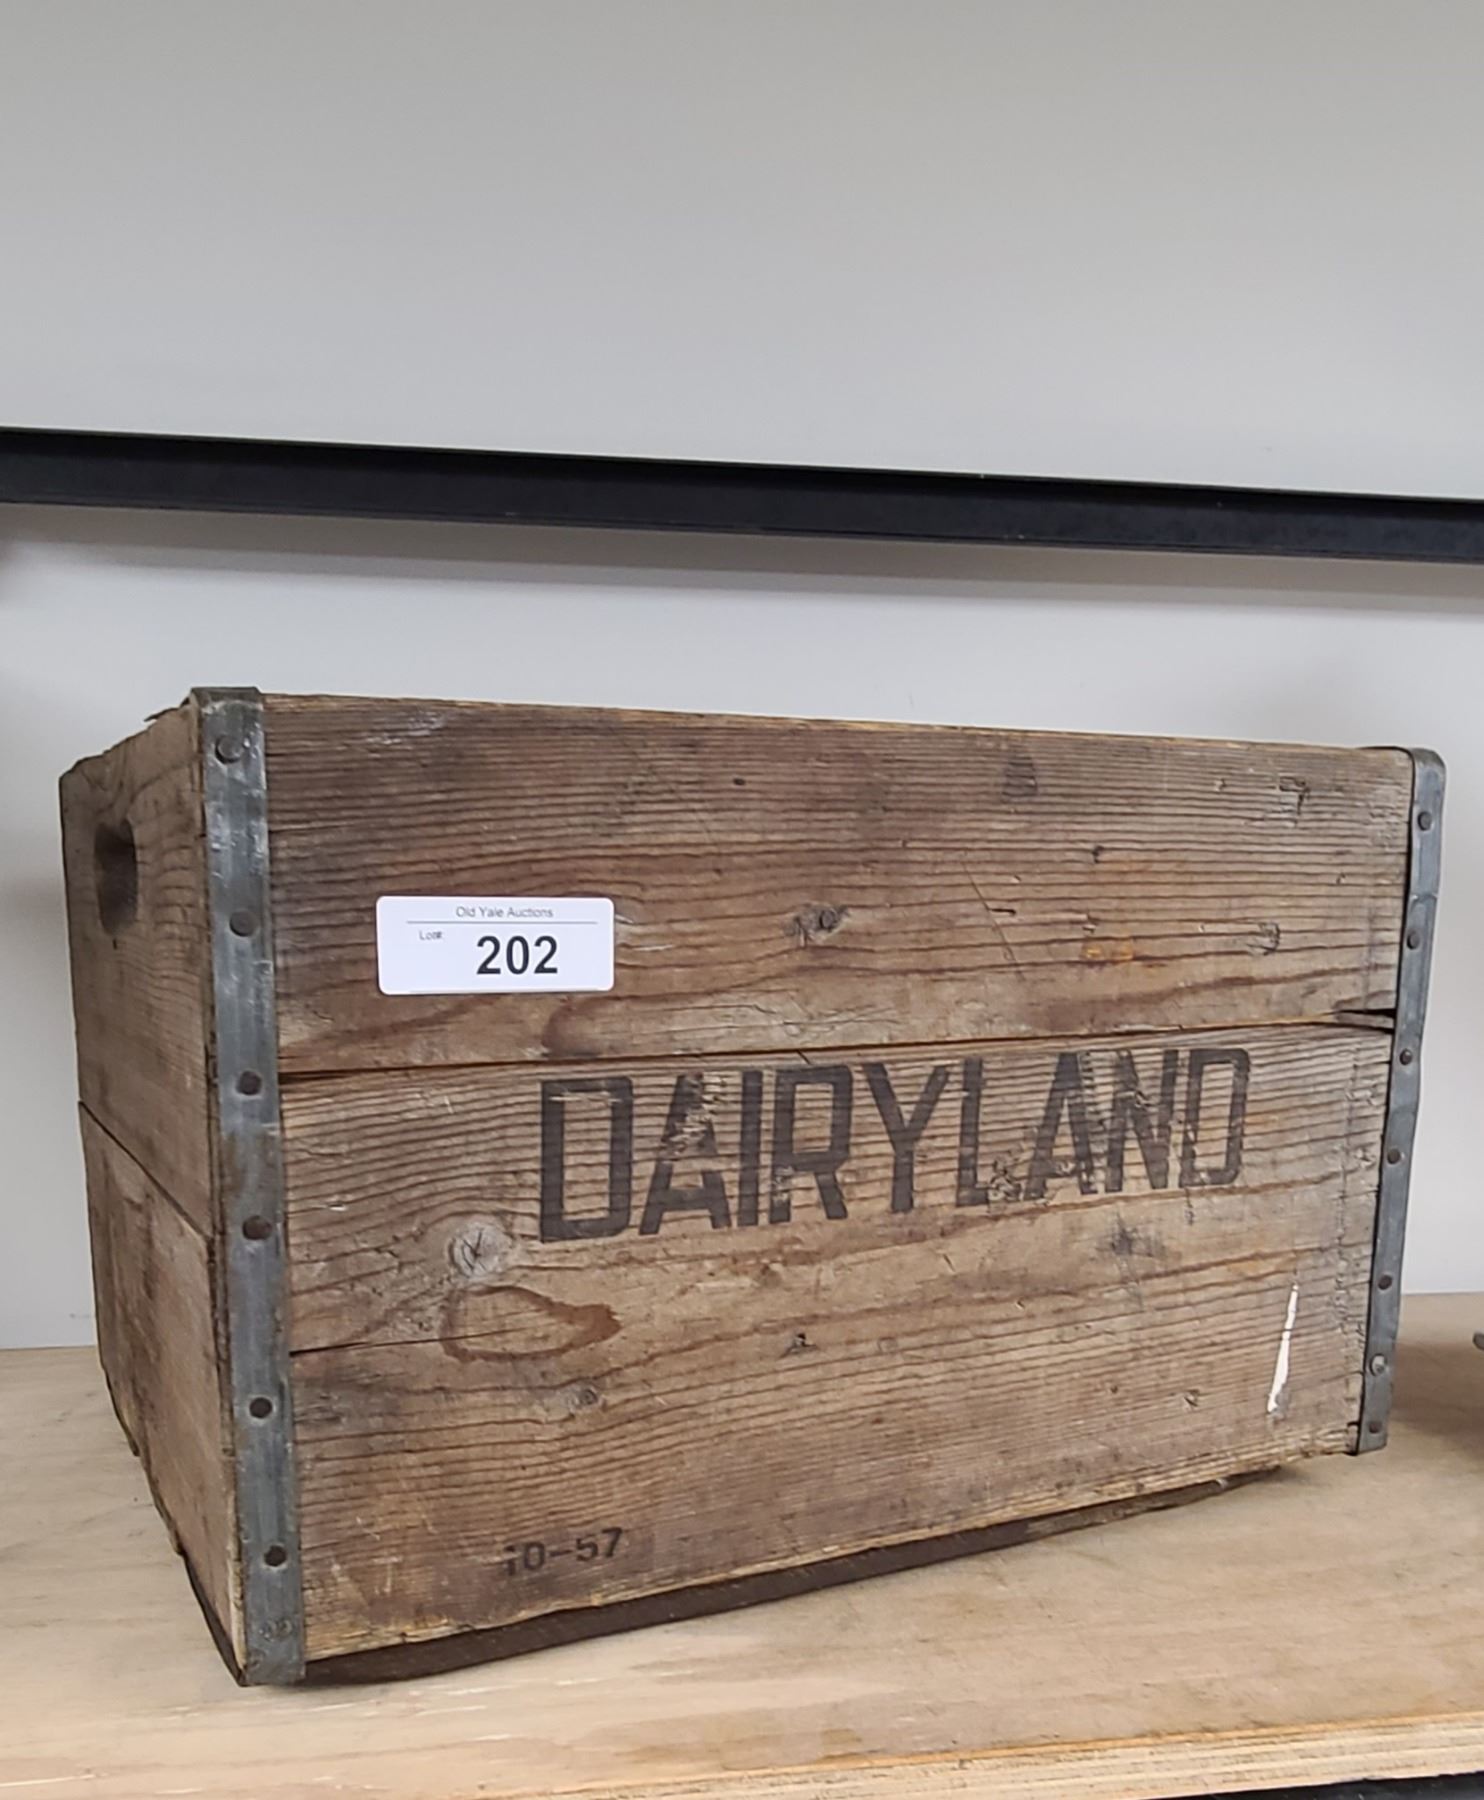 Old Yale Auctions
Lot#: 202
DAIRYLAND
10-57